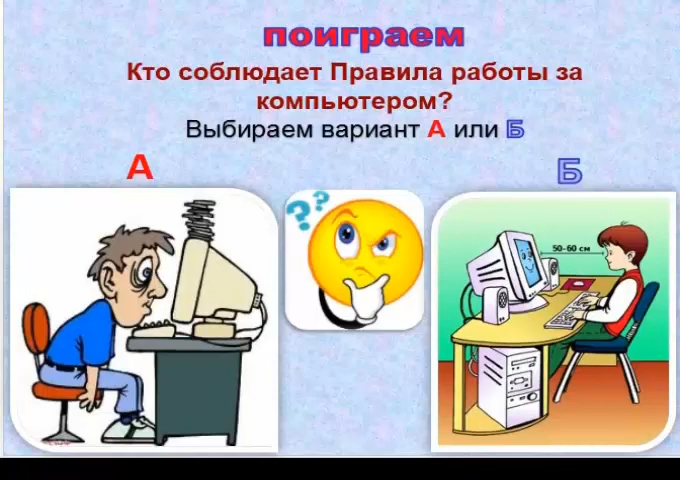 поиграем
Кто соблюдает Правила работы за
компьютером?
Выбираем вариант А или Б
А
Б
? ?
50-60 см